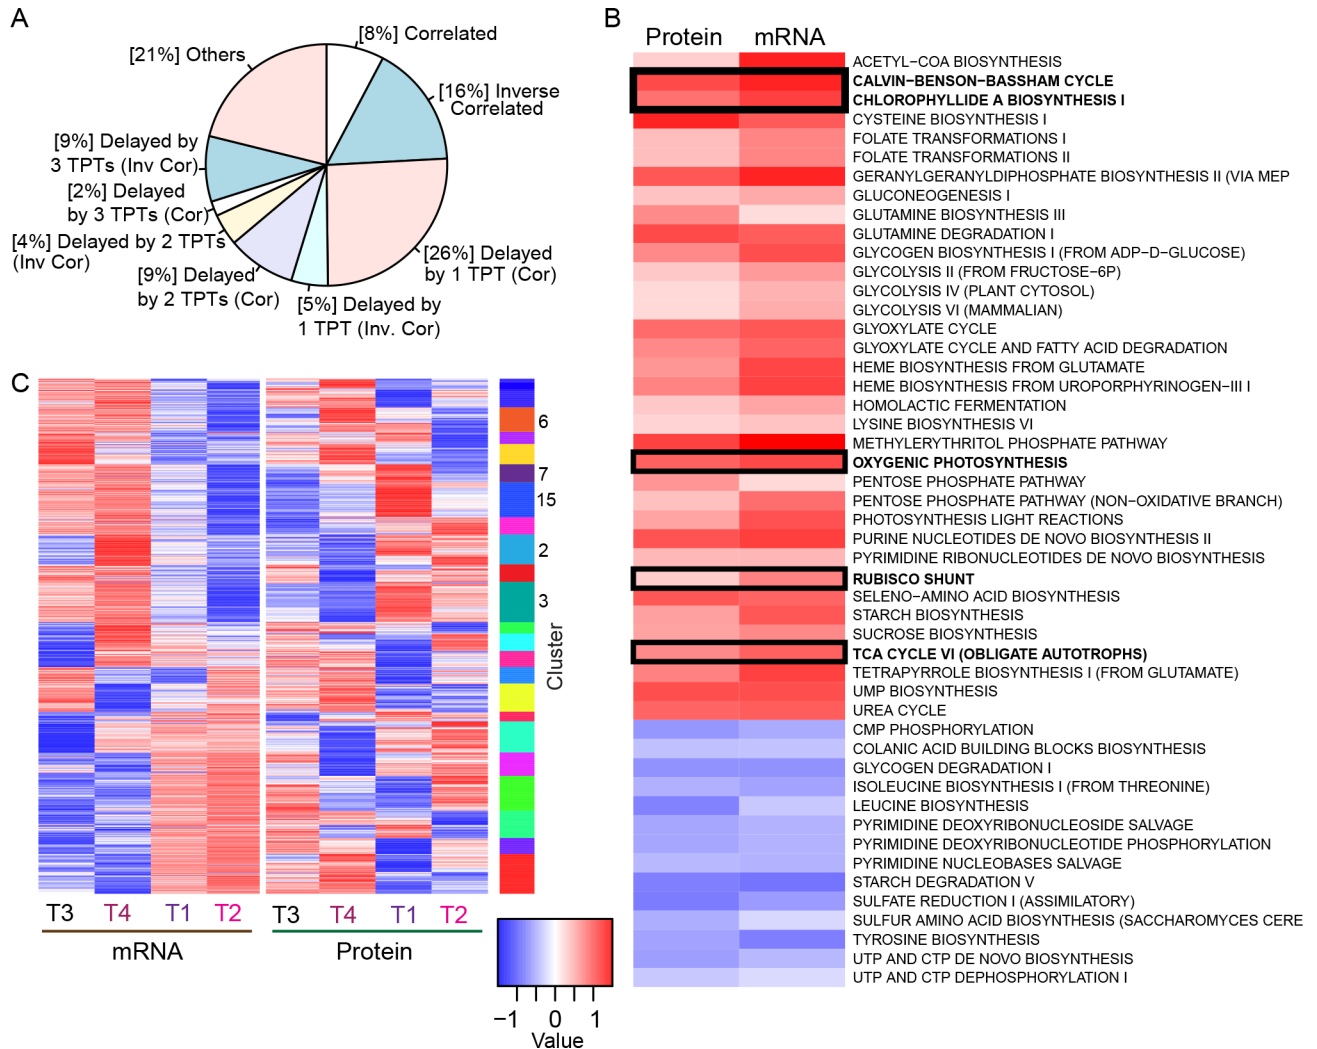 A
[8%] Correlated
[21%] Others
[16%] Inverse
Correlated
[9%] Delayed by
3 TPTs (Inv Cor)
[2%] Delayed
by 3 TPTs (Cor)
[4%] Delayed by 2 TPTs
(Inv Cor)
[9%] Delayed
by 2 TPTs (Cor)
[5%] Delayed by
1 TPT (Inv. Cor)
[26%] Delayed
by 1 TPT (Cor)
B
Protein mRNA
ACETYL−COA BIOSYNTHESIS
CALVIN−BENSON−BASSHAM CYCLE
CHLOROPHYLLIDE A BIOSYNTHESIS I
CYSTEINE BIOSYNTHESIS I
FOLATE TRANSFORMATIONS I
FOLATE TRANSFORMATIONS II
GERANYLGERANYLDIPHOSPHATE BIOSYNTHESIS II (VIA MEP
GLUCONEOGENESIS I
GLUTAMINE BIOSYNTHESIS III
GLUTAMINE DEGRADATION I
GLYCOGEN BIOSYNTHESIS I (FROM ADP−D−GLUCOSE)
GLYCOLYSIS II (FROM FRUCTOSE−6P)
GLYCOLYSIS IV (PLANT CYTOSOL)
GLYCOLYSIS VI (MAMMALIAN)
GLYOXYLATE CYCLE
GLYOXYLATE CYCLE AND FATTY ACID DEGRADATION
HEME BIOSYNTHESIS FROM GLUTAMATE
HEME BIOSYNTHESIS FROM UROPORPHYRINOGEN−III I
HOMOLACTIC FERMENTATION
LYSINE BIOSYNTHESIS VI
METHYLERYTHRITOL PHOSPHATE PATHWAY
OXYGENIC PHOTOSYNTHESIS
PENTOSE PHOSPHATE PATHWAY
PENTOSE PHOSPHATE PATHWAY (NON−OXIDATIVE BRANCH)
PHOTOSYNTHESIS LIGHT REACTIONS
PURINE NUCLEOTIDES DE NOVO BIOSYNTHESIS II
PYRIMIDINE RIBONUCLEOTIDES DE NOVO BIOSYNTHESIS
RUBISCO SHUNT
SELENO−AMINO ACID BIOSYNTHESIS
STARCH BIOSYNTHESIS
SUCROSE BIOSYNTHESIS
TCA CYCLE VI (OBLIGATE AUTOTROPHS)
TETRAPYRROLE BIOSYNTHESIS I (FROM GLUTAMATE)
UMP BIOSYNTHESIS
UREA CYCLE
CMP PHOSPHORYLATION
COLANIC ACID BUILDING BLOCKS BIOSYNTHESIS
GLYCOGEN DEGRADATION I
ISOLEUCINE BIOSYNTHESIS I (FROM THREONINE)
LEUCINE BIOSYNTHESIS
PYRIMIDINE DEOXYRIBONUCLEOSIDE SALVAGE
PYRIMIDINE DEOXYRIBONUCLEOTIDE PHOSPHORYLATION
PYRIMIDINE NUCLEOBASES SALVAGE
STARCH DEGRADATION V
SULFATE REDUCTION I (ASSIMILATORY)
SULFUR AMINO ACID BIOSYNTHESIS (SACCHAROMYCES CERE
TYROSINE BIOSYNTHESIS
UTP AND CTP DE NOVO BIOSYNTHESIS
UTP AND CTP DEPHOSPHORYLATION I
C
6
7
15
2
3
Cluster
T3 T4 T1 T2 T3 T4 T1 T2
mRNA Protein
−1 0 1
Value